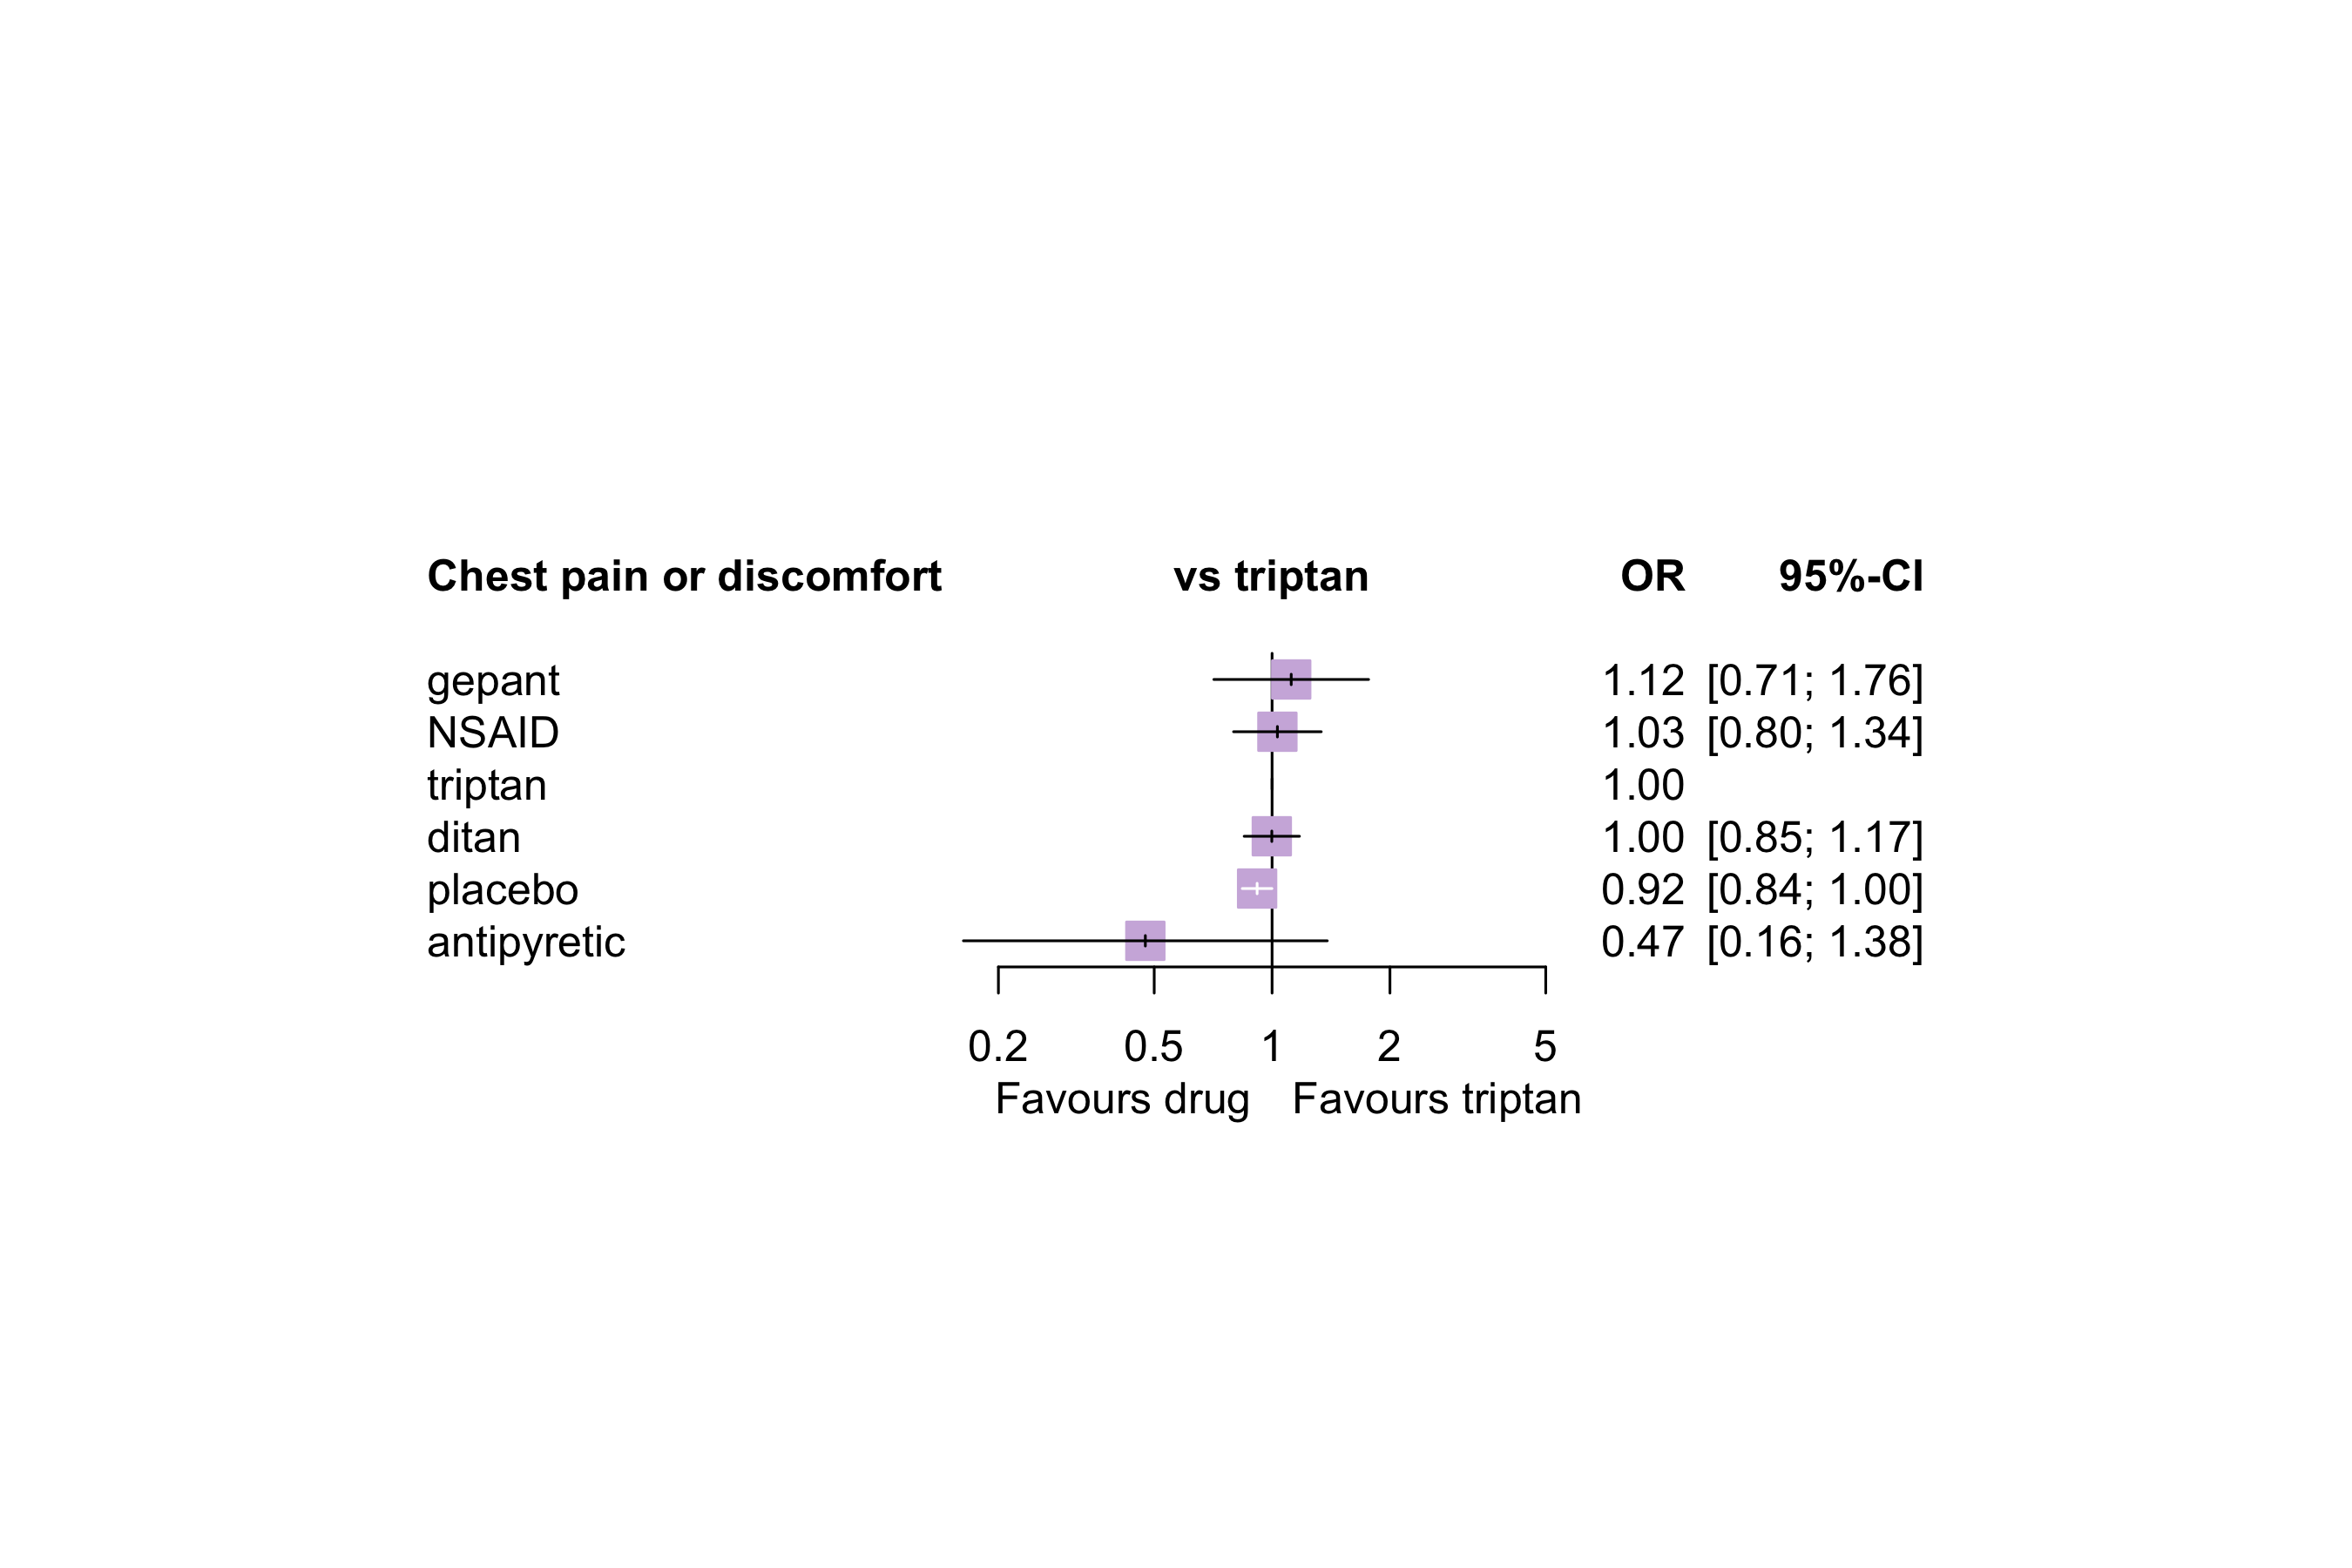 Chest pain or discomfort vs triptan OR 95%-CI
gepant 1.12 [0.71; 1.76]
NSAID 1.03 [0.80; 1.34]
triptan 1.00
ditan 1.00 [0.85; 1.17]
placebo 0.92 [0.84; 1.00]
antipyretic 0.47 [0.16; 1.38]
0.2 0.5 1 2 5
Favours drug Favours triptan